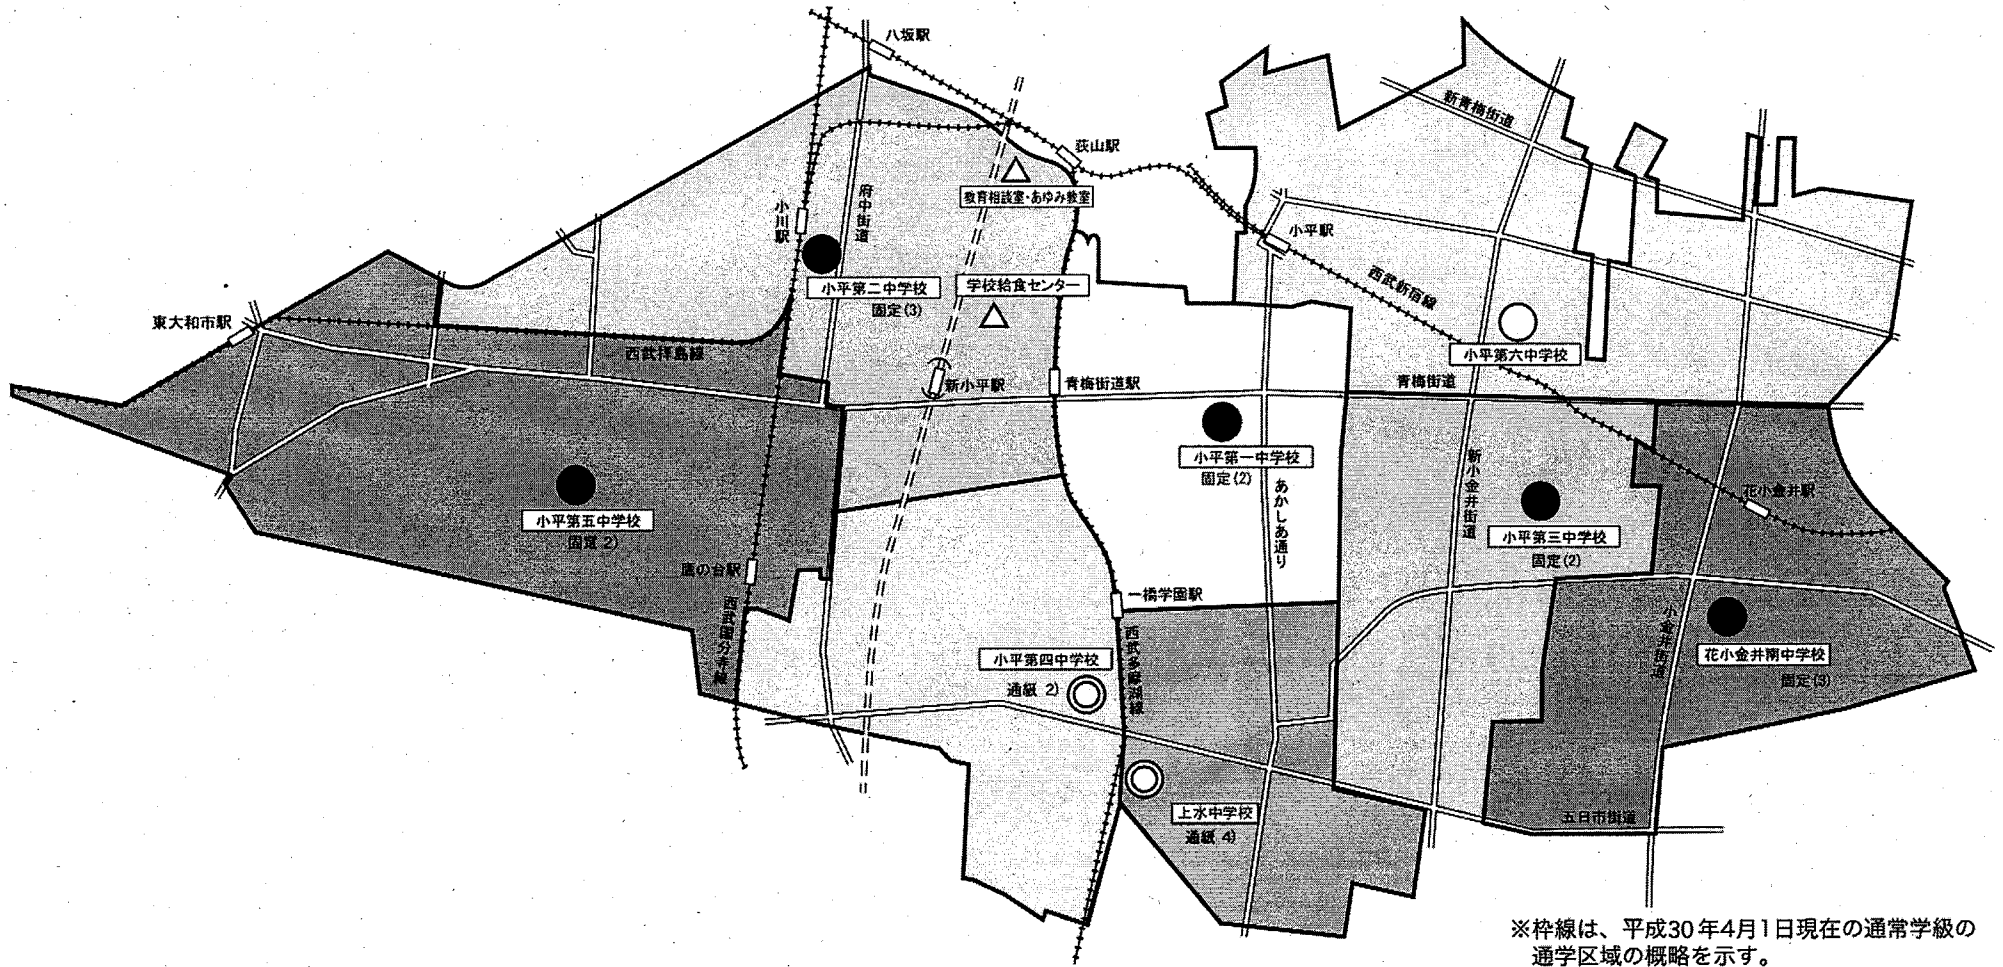 八坂駅
新青梅街道
荻山駅
教育相談室・あゆみ教室
府中街道
小川駅
小平駅
西武新宿線
小平第二中学校
固定(3)
学校給食センター
東大和市駅
西武拝島線
小平第六中学校
新小平駅
青梅街道駅
青梅街道
小平第一中学校
固定(2)
あかしあ通り
新小金井街道
花小金井駅
小平第五中学校
小平第三中学校
固定(2)
鷹の台駅
西武国分寺線
一橋学園駅
西武多摩湖線
小平第四中学校
小金井街道
花小金井南中学校
固定(3)
上水中学校
五日市街道
※枠線は、平成30年4月1日現在の通常学級の
通学区域の概略を示す。